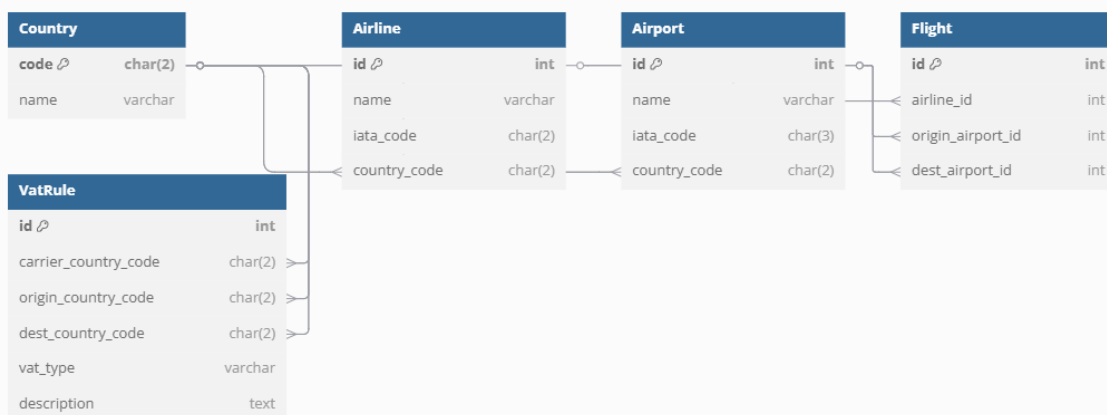 Country
code char(2)
name varchar
Airline
id int
name varchar
iata_code char(2)
country_code char(2)
Airport
id int
name varchar
iata_code char(3)
country_code char(2)
Flight
id int
airline_id int
origin_airport_id int
dest_airport_id int
VatRule
id int
carrier_country_code char(2)
origin_country_code char(2)
dest_country_code char(2)
vat_type varchar
description text